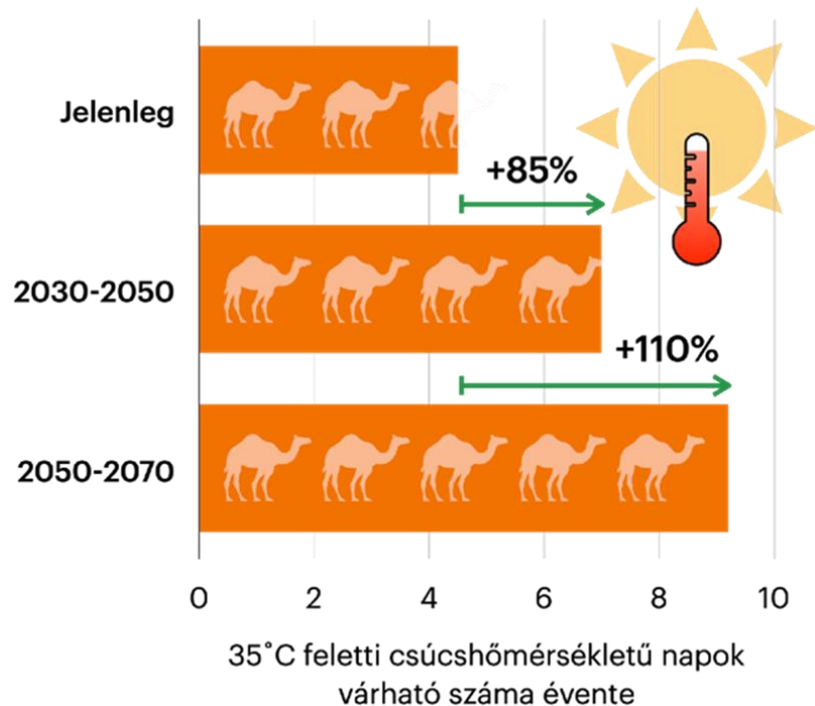 Jelenleg
+85%
2030-2050
+110%
2050-2070
0 2 4 6 8 10
35˚C feletti csúcshőmérsékletű napok
várható száma évente